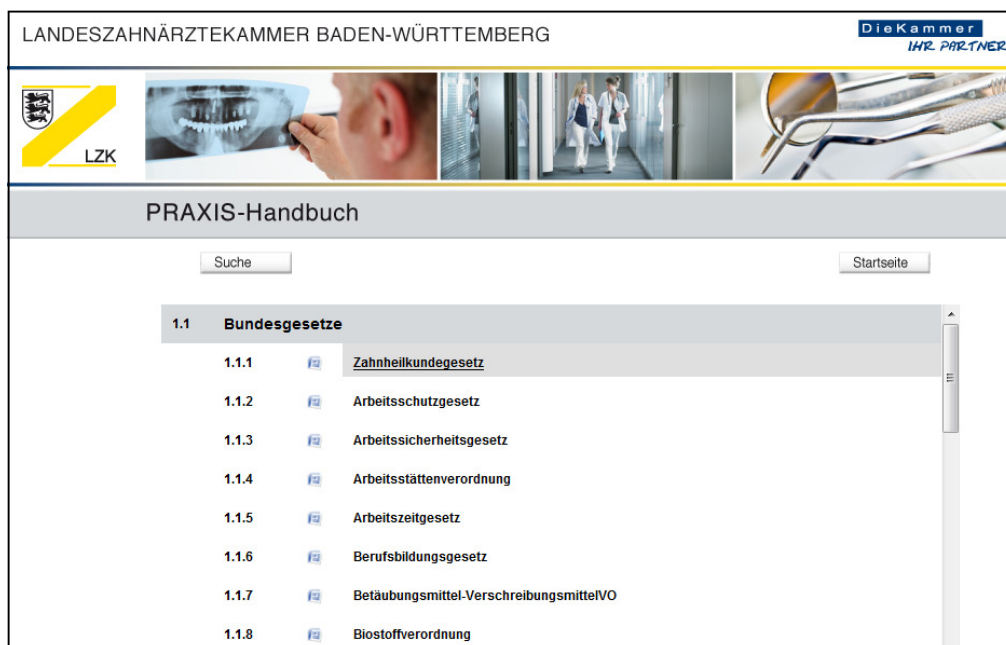 LANDESZAHNÄRZTEKAMMER BADEN-WÜRTTEMBERG
DieKammer
IHR PARTNER
LZK
PRAXIS-Handbuch
Suche
Startseite
1.1 Bundesgesetze
1.1.1 Zahnheilkundegesetz
1.1.2 Arbeitsschutzgesetz
1.1.3 Arbeitssicherheitsgesetz
1.1.4 Arbeitsstättenverordnung
1.1.5 Arbeitszeitgesetz
1.1.6 Berufsbildungsgesetz
1.1.7 Betäubungsmittel-VerschreibungsmittelVO
1.1.8 Biostoffverordnung